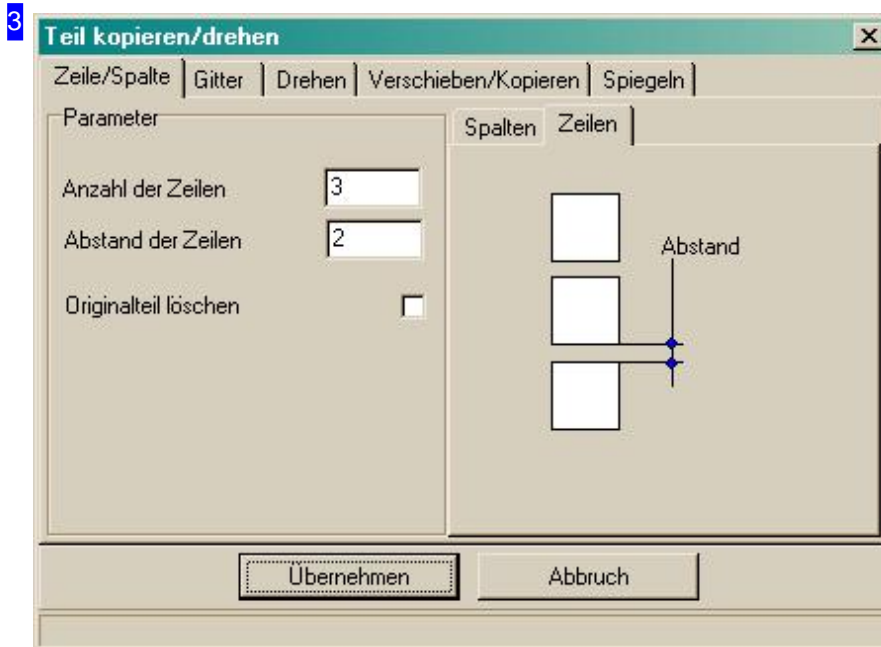 3
Teil kopieren/drehen
Zeile/Spalte Gitter Drehen Verschieben/Kopieren Spiegeln
Parameter
Spalten Zeilen
Anzahl der Zeilen 3
Abstand der Zeilen 2
Abstand
Originalteil löschen
Übernehmen Abbruch